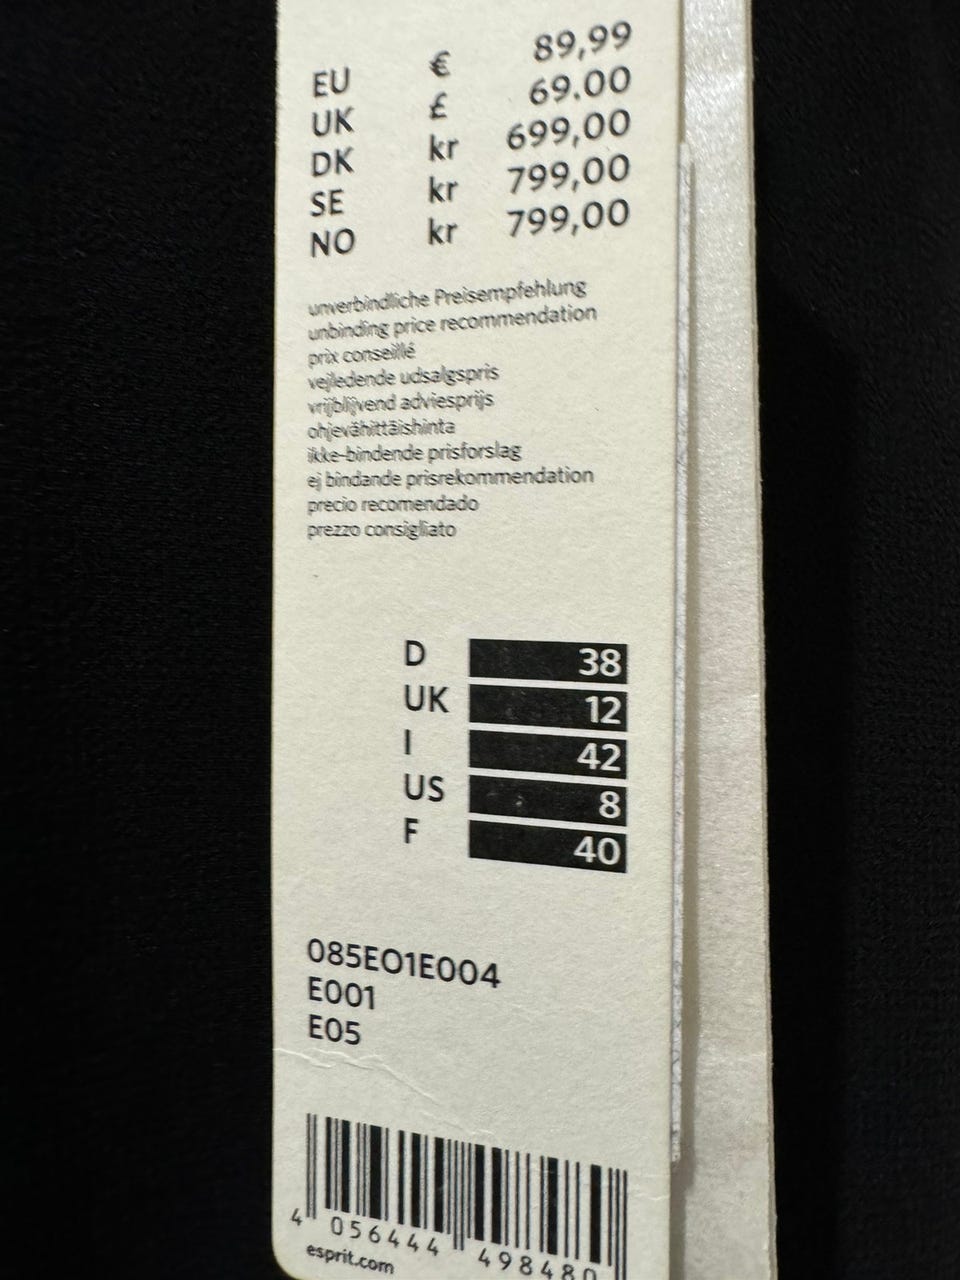 EU € 89,99
UK £ 69.00
DK kr 699,00
SE kr 799,00
NO kr 799,00
unverbindliche Preisempfehlung
unbinding price recommendation
prix conseillé
vejledende udsalgspris
vrijblijvend adviesprijs
ohjevähittäishinta
ikke-bindende prisforslag
ej bindande prisrekommendation
precio recomendado
prezzo consigliato
D 38
UK 12
I 42
US 8
F 40
085EO1E004
E001
E05
4 056444 498480
esprit.com